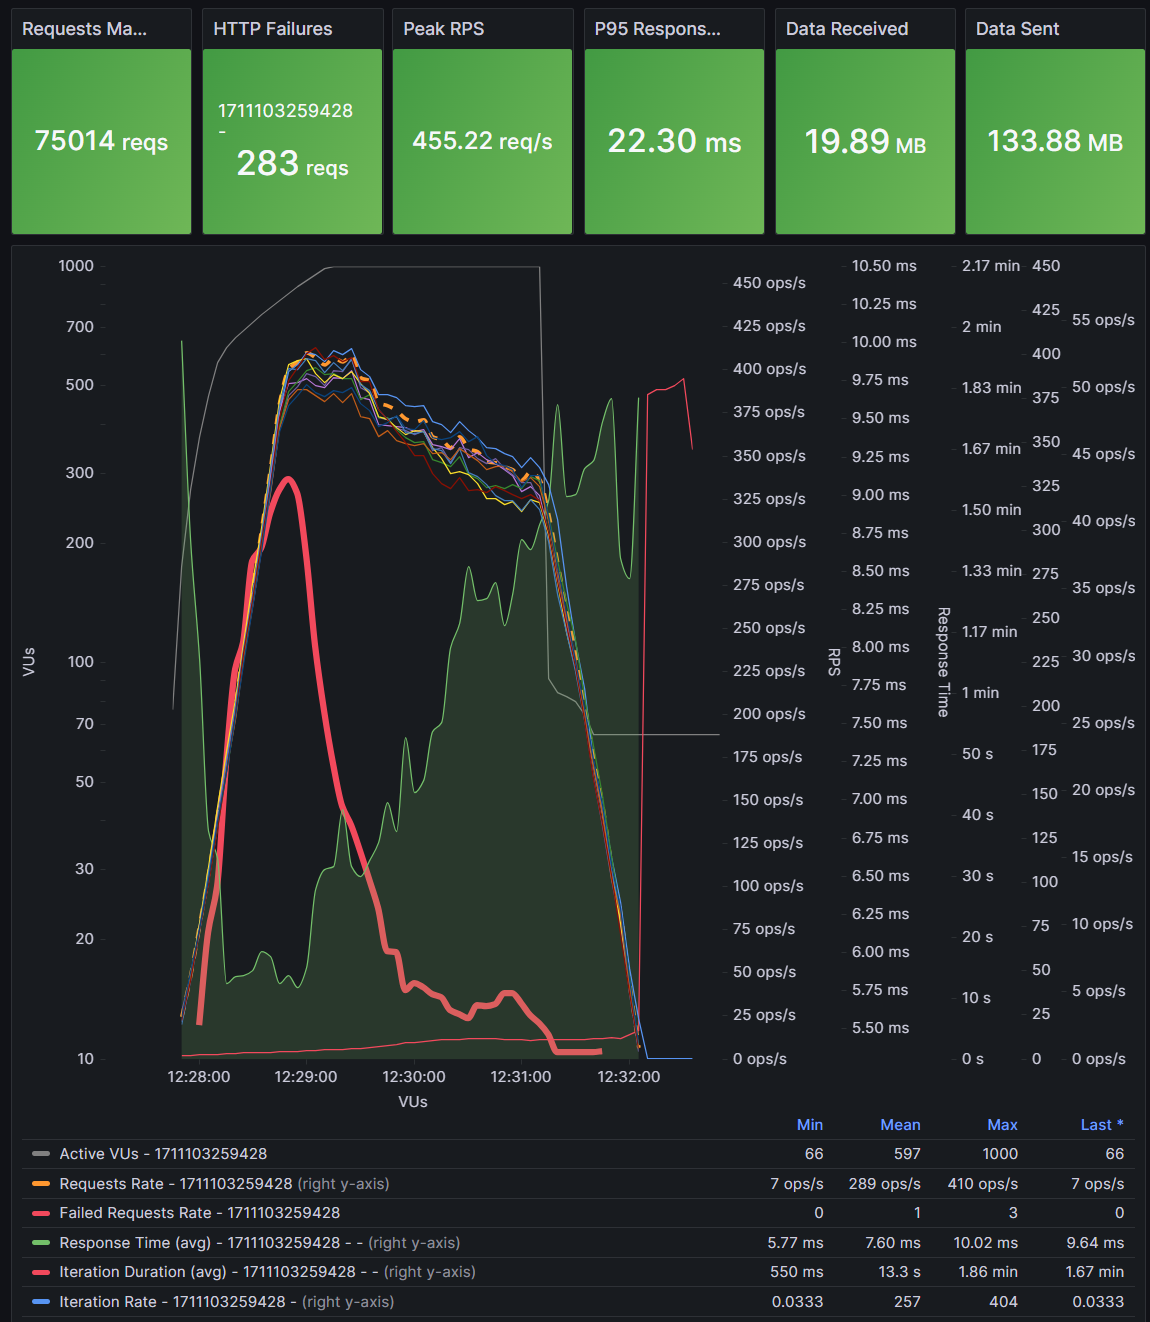 Requests Ma...
HTTP Failures
Peak RPS
P95 Respons...
Data Received
Data Sent
75014 reqs
1711103259428
-
283 reqs
455.22 req/s
22.30 ms
19.89 MB
133.88 MB
1000
700
500
300
200
100
70
50
30
20
10
VUs
12:28:00
12:29:00
12:30:00
12:31:00
12:32:00
VUs
450 ops/s
425 ops/s
400 ops/s
375 ops/s
350 ops/s
325 ops/s
300 ops/s
275 ops/s
250 ops/s
225 ops/s
200 ops/s
175 ops/s
150 ops/s
125 ops/s
100 ops/s
75 ops/s
50 ops/s
25 ops/s
0 ops/s
RPS
10.50 ms
10.25 ms
10.00 ms
9.75 ms
9.50 ms
9.25 ms
9.00 ms
8.75 ms
8.50 ms
8.25 ms
8.00 ms
7.75 ms
7.50 ms
7.25 ms
7.00 ms
6.75 ms
6.50 ms
6.25 ms
6.00 ms
5.75 ms
5.50 ms
Response Time
2.17 min
2 min
1.83 min
1.67 min
1.50 min
1.33 min
1.17 min
1 min
50 s
40 s
30 s
20 s
10 s
0 s
450
425
400
375
350
325
300
275
250
225
200
175
150
125
100
75
50
25
0
55 ops/s
50 ops/s
45 ops/s
40 ops/s
35 ops/s
30 ops/s
25 ops/s
20 ops/s
15 ops/s
10 ops/s
5 ops/s
0 ops/s
Min Mean Max Last *
Active VUs - 1711103259428 66 597 1000 66
Requests Rate - 1711103259428 (right y-axis) 7 ops/s 289 ops/s 410 ops/s 7 ops/s
Failed Requests Rate - 1711103259428 0 1 3 0
Response Time (avg) - 1711103259428 - - (right y-axis) 5.77 ms 7.60 ms 10.02 ms 9.64 ms
Iteration Duration (avg) - 1711103259428 - - (right y-axis) 550 ms 13.3 s 1.86 min 1.67 min
Iteration Rate - 1711103259428 - (right y-axis) 0.0333 257 404 0.0333